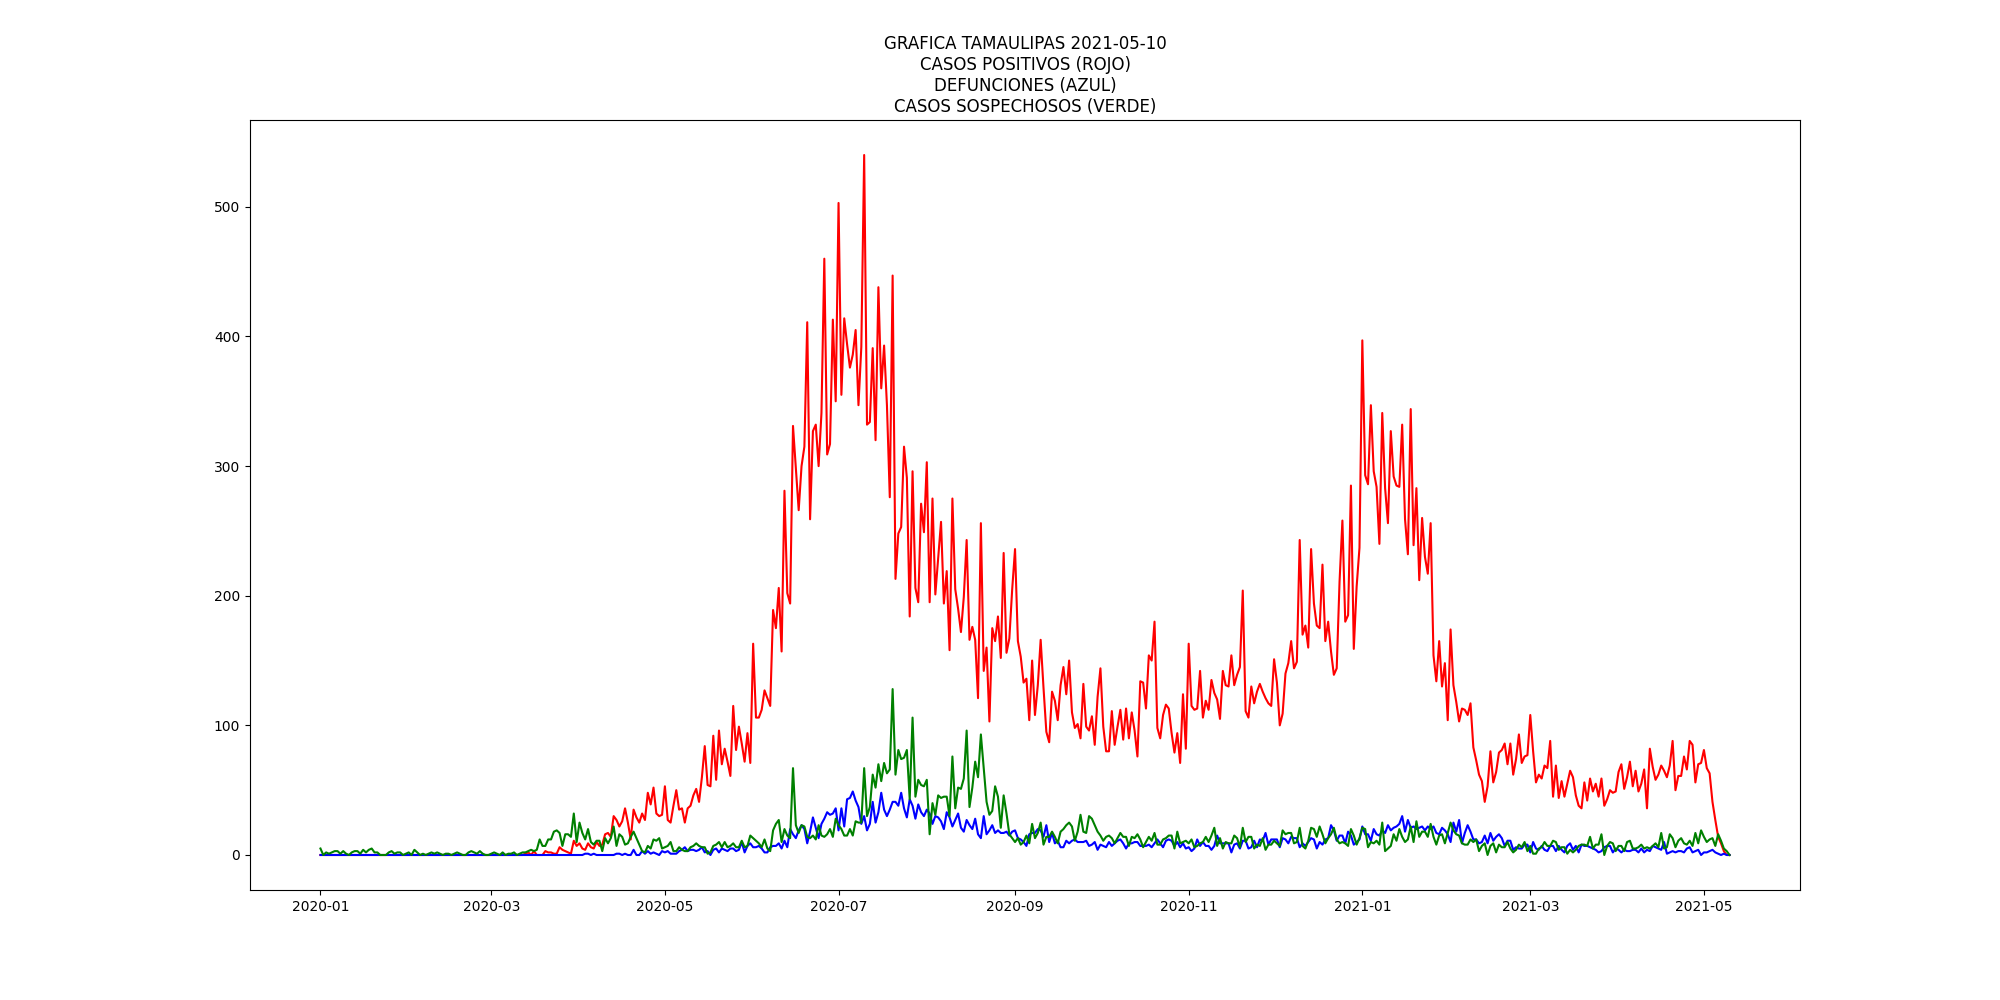 GRAFICA TAMAULIPAS 2021-05-10
CASOS POSITIVOS (ROJO)
DEFUNCIONES (AZUL)
CASOS SOSPECHOSOS (VERDE)
500
400
300
200
100
0
2020-01 2020-03 2020-05 2020-07 2020-09 2020-11 2021-01 2021-03 2021-05